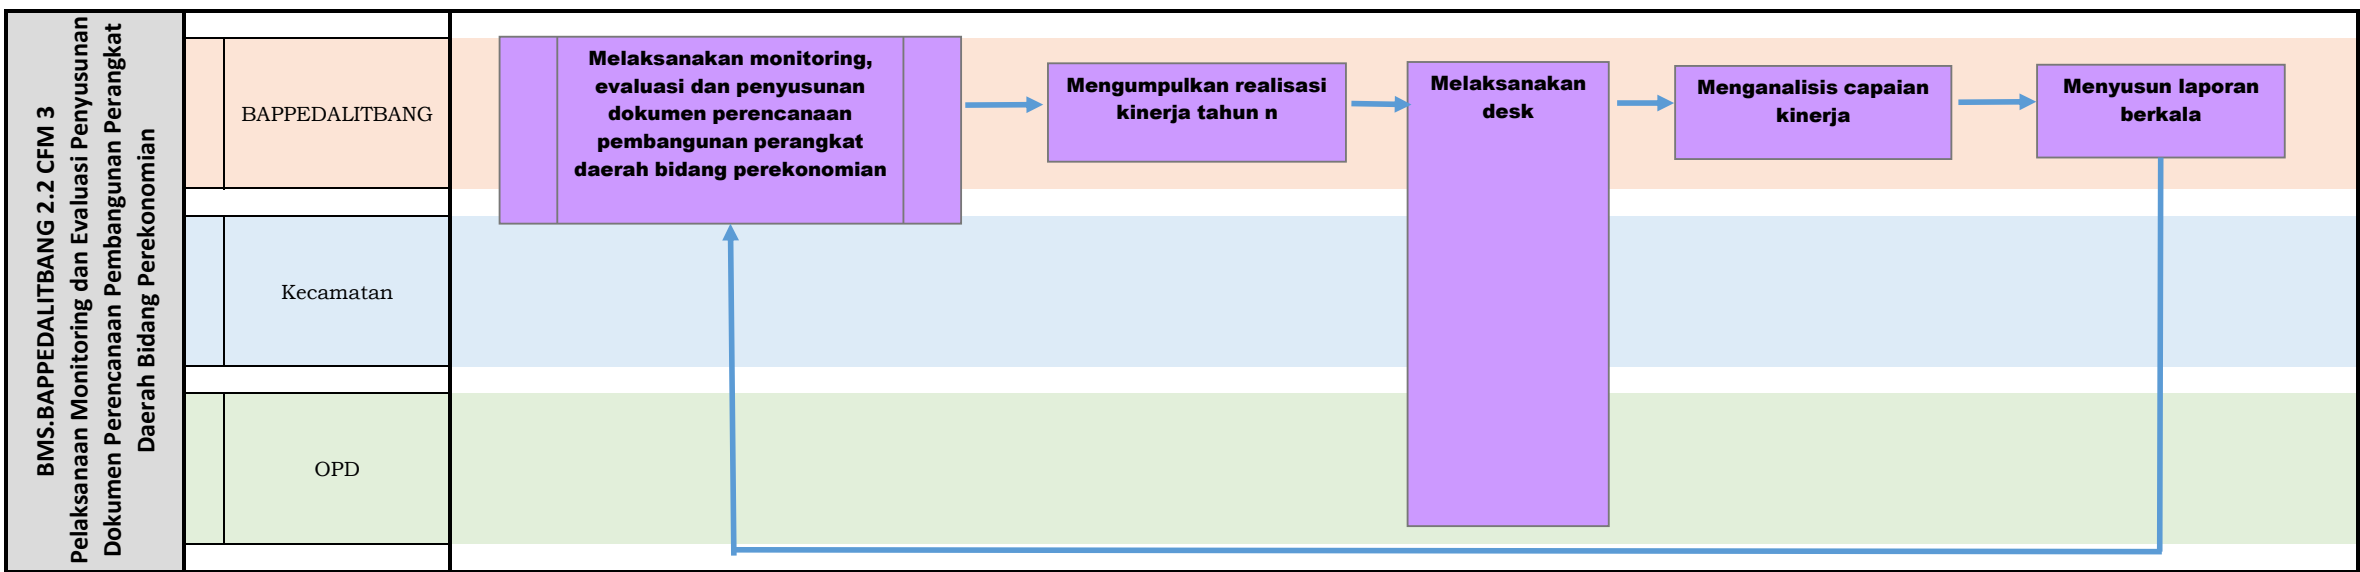 BMS.BAPPEDALITBANG 2.2 CFM 3
Pelaksanaan Monitoring dan Evaluasi Penyusunan
Dokumen Perencanaan Pembangunan Perangkat
Daerah Bidang Perekonomian
BAPPEDALITBANG
Kecamatan
OPD
Melaksanakan monitoring,
evaluasi dan penyusunan
dokumen perencanaan
pembangunan perangkat
daerah bidang perekonomian
Mengumpulkan realisasi
kinerja tahun n
Melaksanakan
desk
Menganalisis capaian
kinerja
Menyusun laporan
berkala